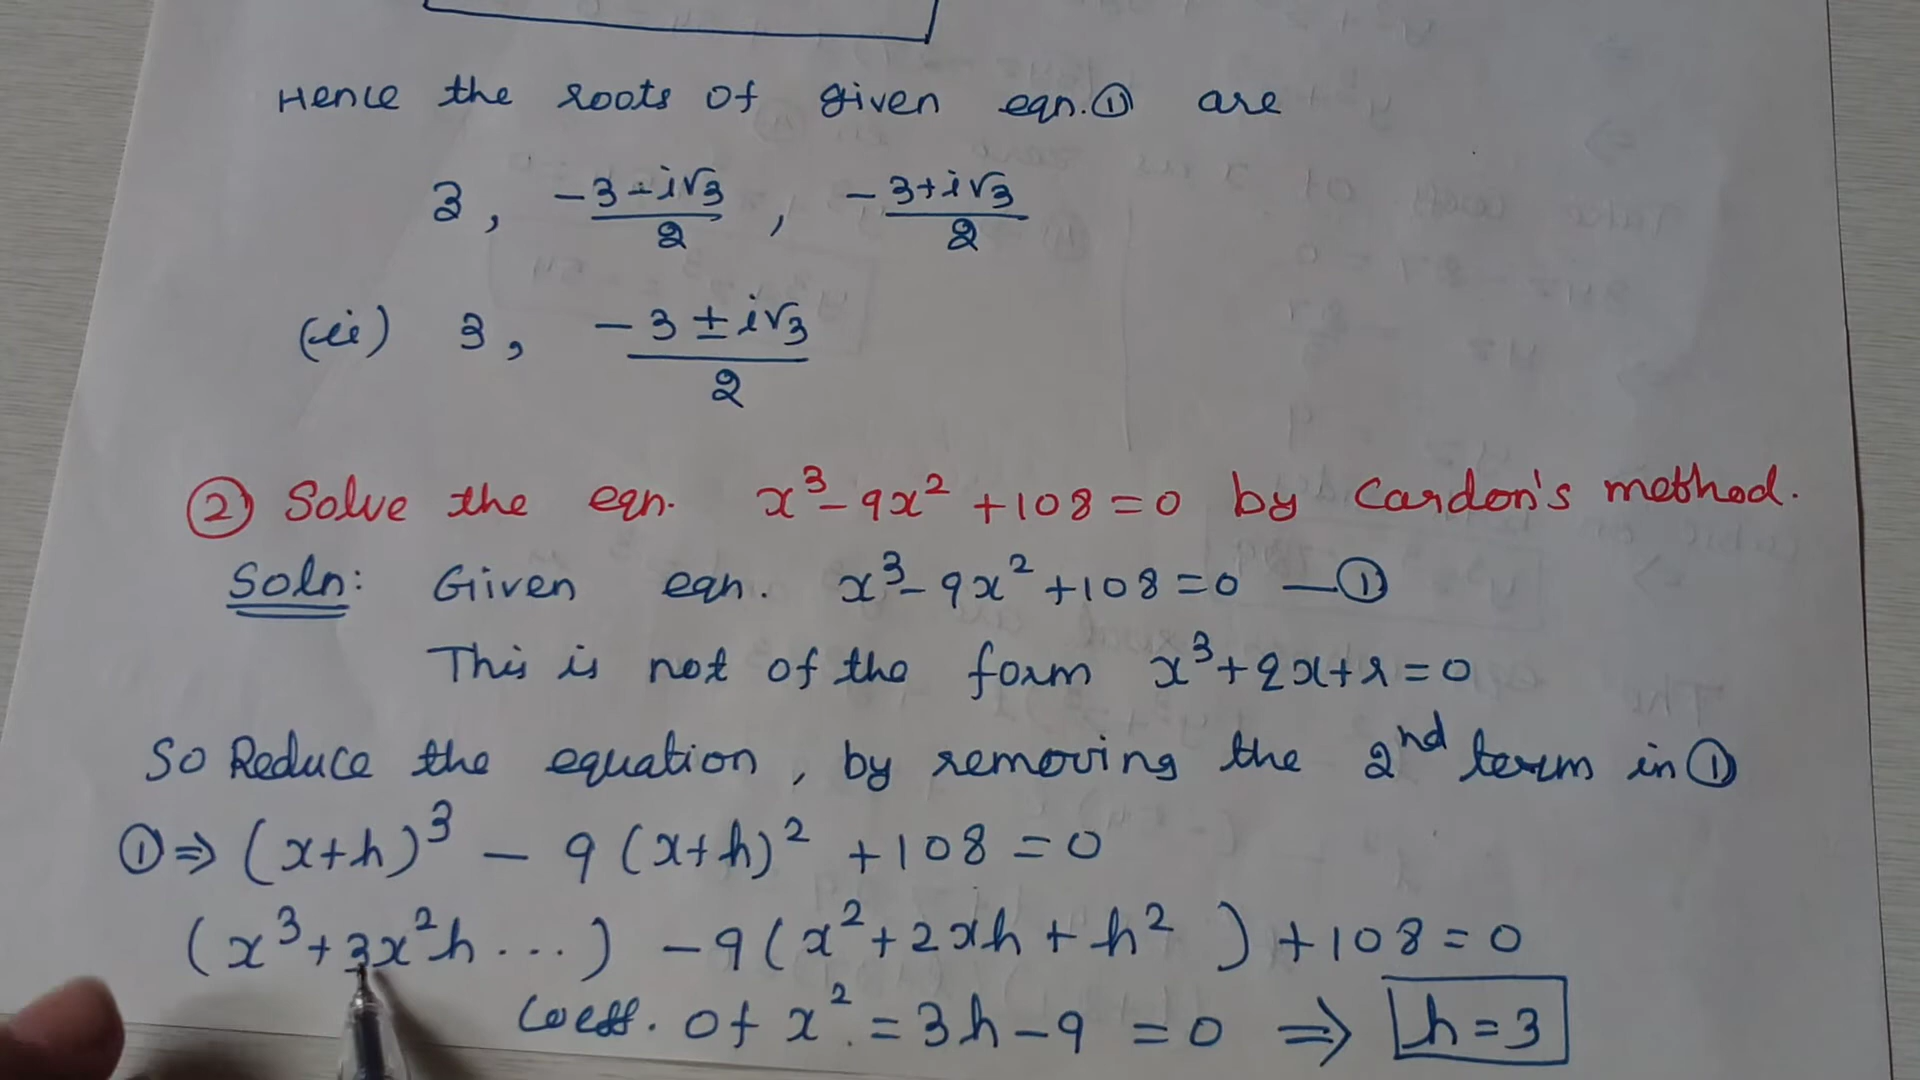 Hence the roots of given eqn. ① are
3, -3-i√3/2, -3+i√3/2
(ie) 3, -3±i√3/2
② Solve the eqn. x³-9x²+108=0 by Cardon's method.
Soln: Given eqn. x³-9x²+108=0 —①
This is not of the form x³+qx+r=0
So Reduce the equation, by removing the 2nd term in ①
①⇒ (x+h)³ - 9(x+h)² +108=0
(x³+3x²h...) -9(x²+2xh+h²)+108=0
Coeff. of x².=3h-9=0 ⇒ h=3